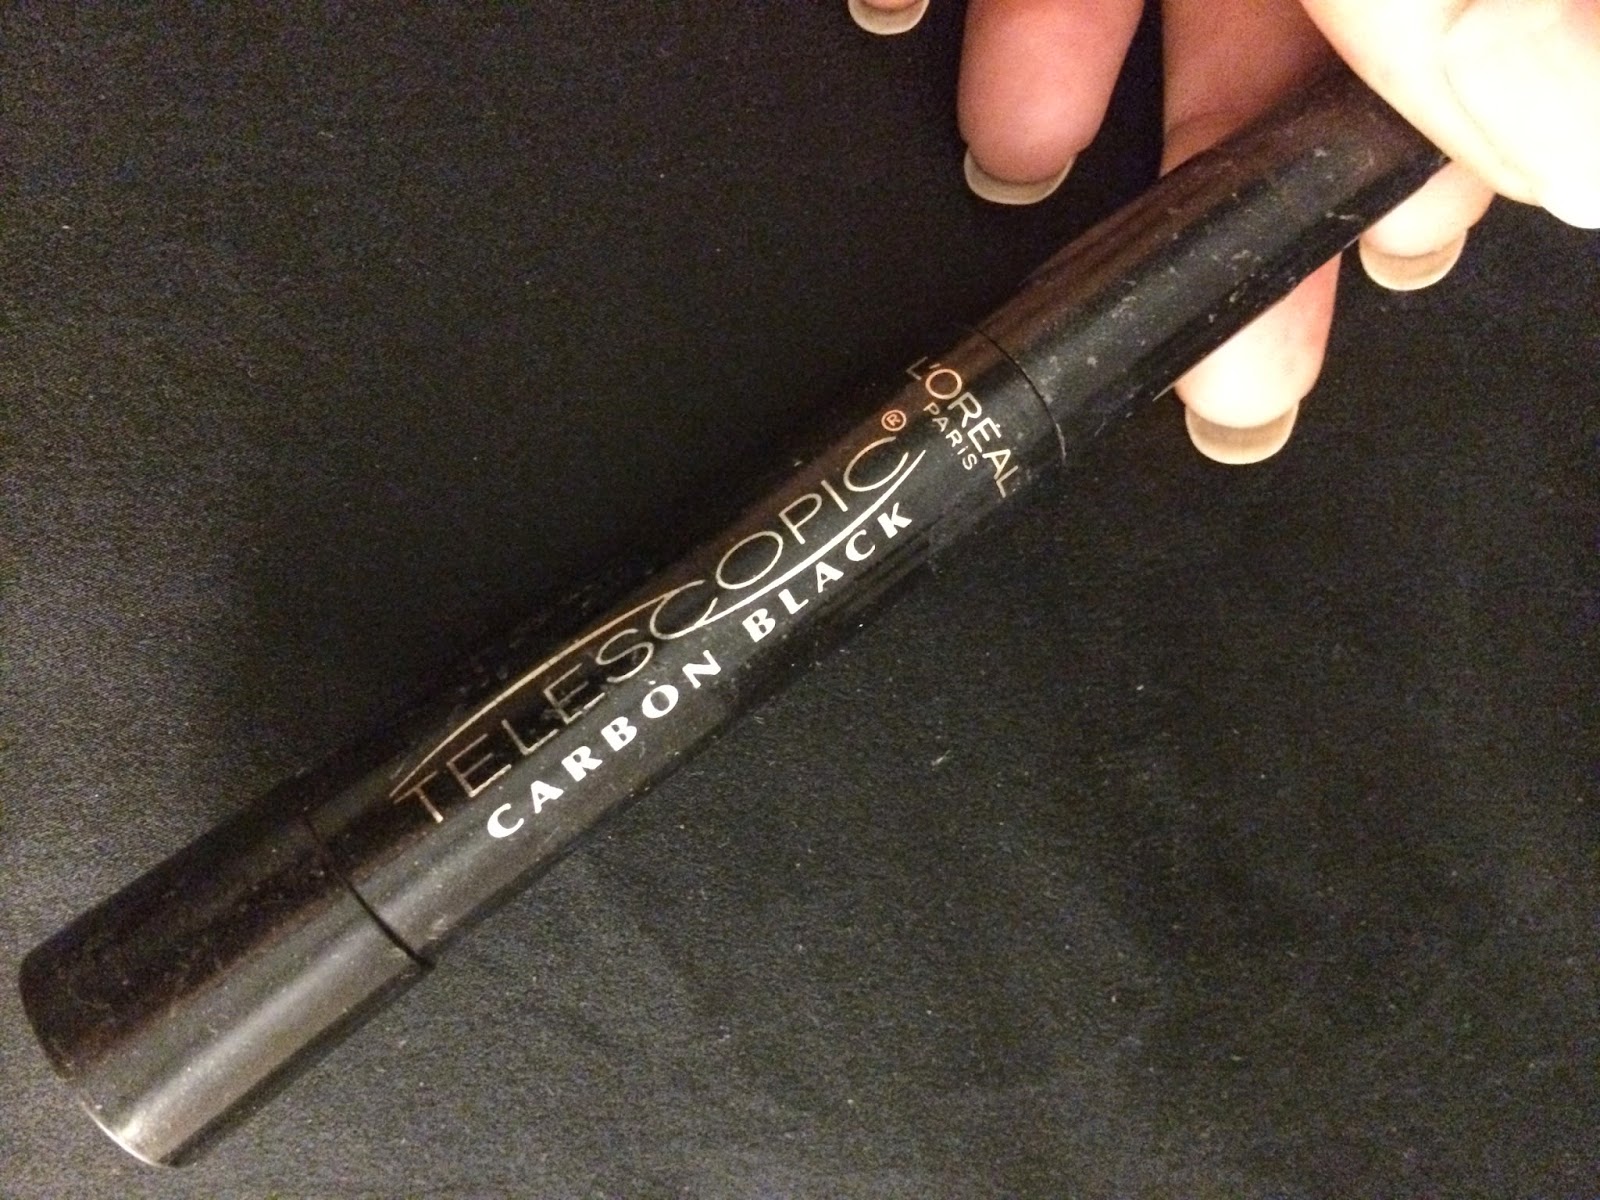 L'ORÉAL
PARIS
TELESCOPIC®
CARBON BLACK